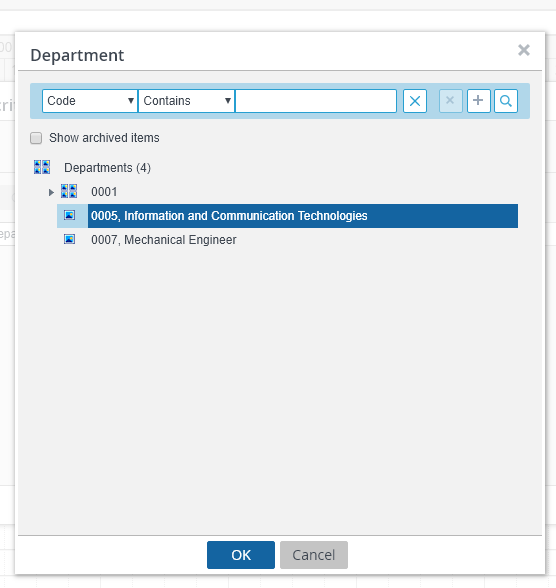 Department
Code Contains
Show archived items
Departments (4)
0001
0005, Information and Communication Technologies
0007, Mechanical Engineer
OK Cancel